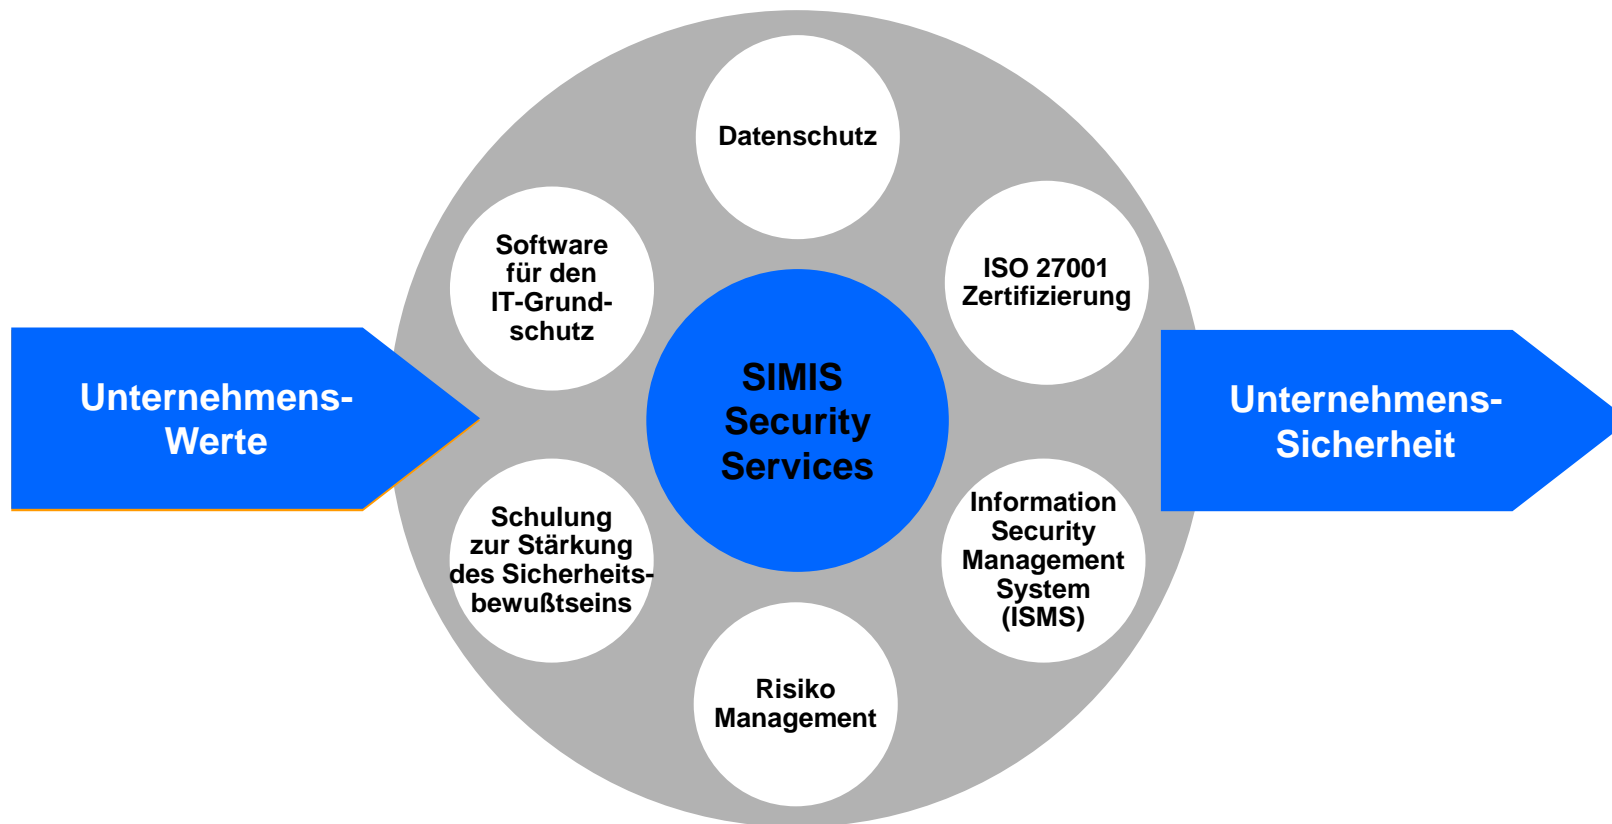 Datenschutz
Software
für den
IT-Grund-
schutz
ISO 27001
Zertifizierung
Unternehmens-
Werte
SIMIS
Security
Services
Unternehmens-
Sicherheit
Schulung
zur Stärkung
des Sicherheits-
bewußtseins
Information
Security
Management
System
(ISMS)
Risiko
Management